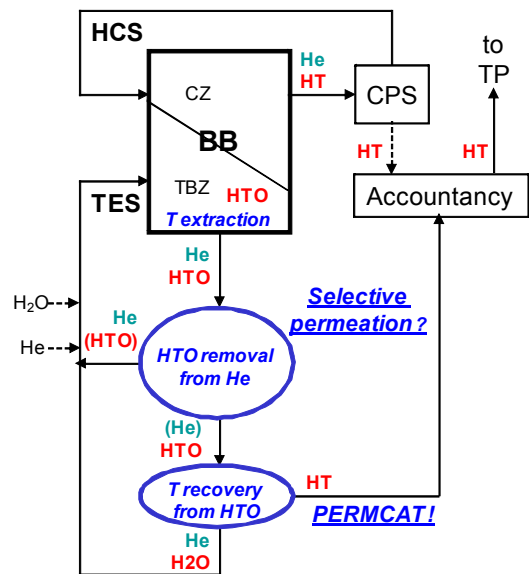 HCS
to
TP
He
HT
CZ
CPS
BB
HT
HT
TES
TBZ
HTO
T extraction
Accountancy
He
HTO
H₂O
He
He
(HTO)
Selective
permeation ?
HTO removal
from He
(He)
HTO
T recovery
from HTO
HT
PERMCAT!
He
H2O